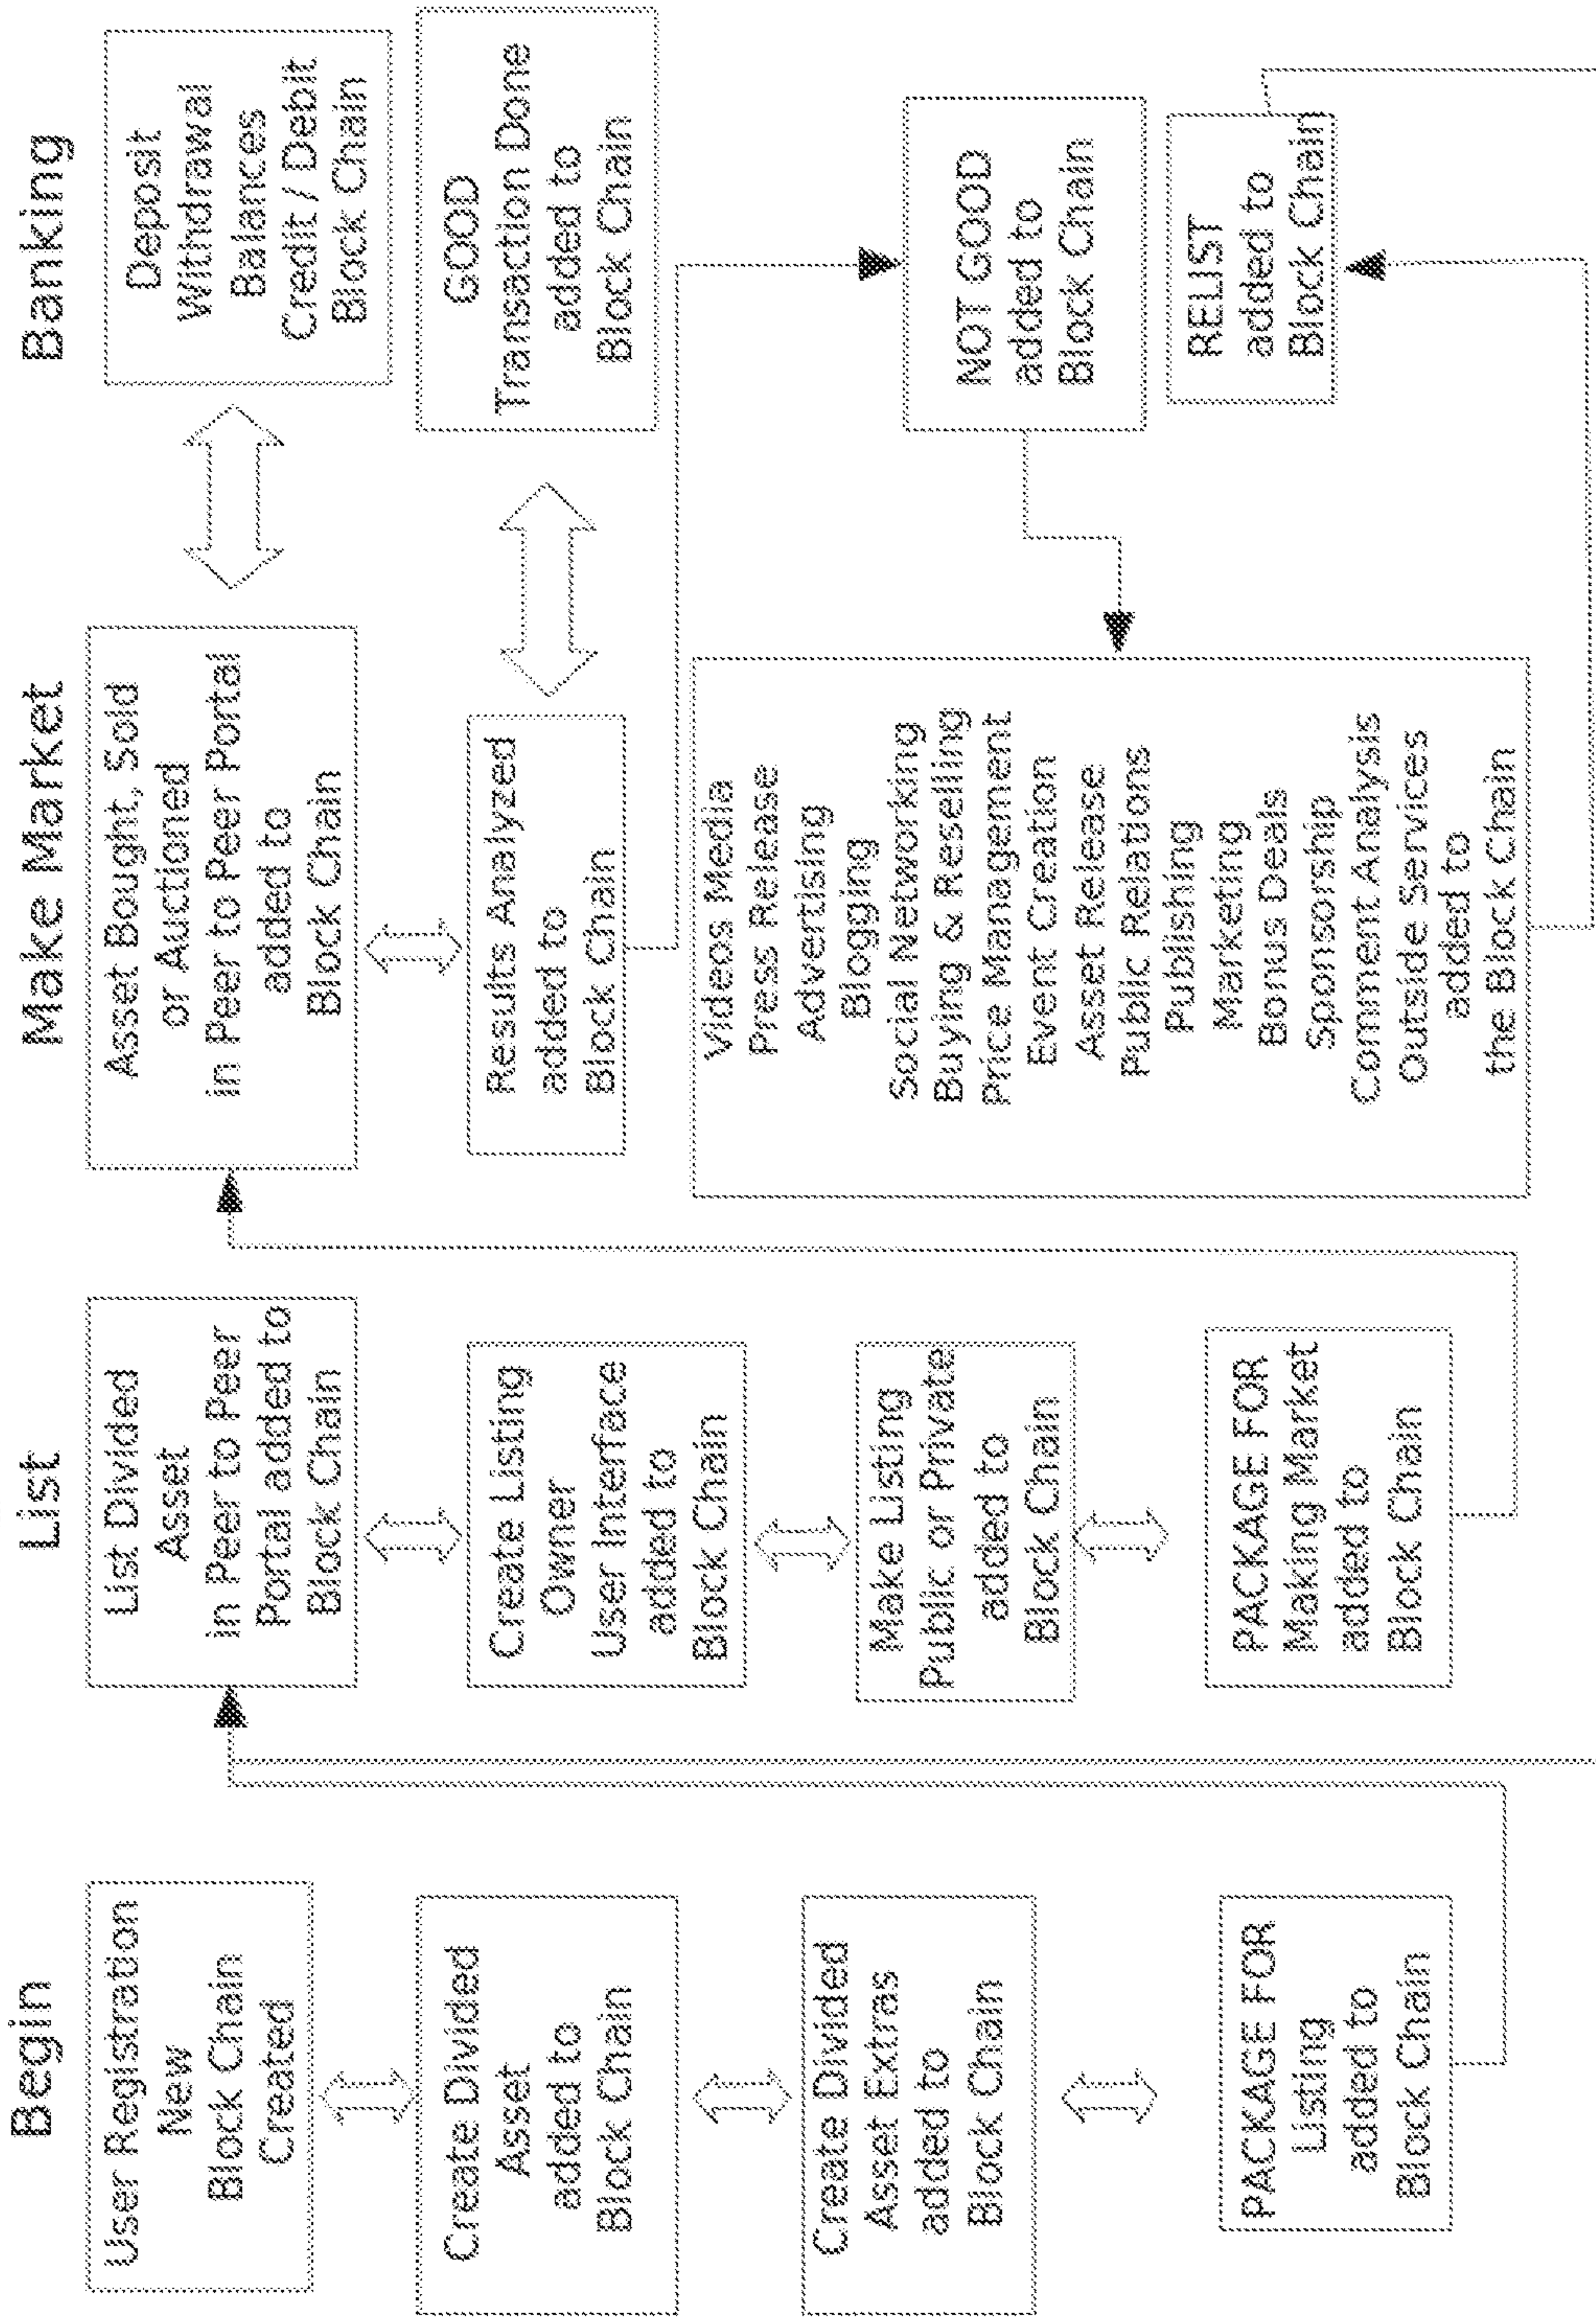 Begin
User Registration
New
Block Chain
Created
Create Divided
Asset
added to
Block Chain
Create Divided
Asset Extras
added to
Block Chain
PACKAGE FOR
Listing
added to
Block Chain
List
List Divided
Asset
in Peer to Peer
Portal added to
Block Chain
Create Listing
Owner
User Interface
added to
Block Chain
Make Listing
Public or Private
added to
Block Chain
PACKAGE FOR
Making Market
added to
Block Chain
Make Market
Asset Bought, Sold
or Auctioned
in Peer to Peer Portal
added to
Block Chain
Results Analyzed
added to
Block Chain
Videos Media
Press Release
Advertising
Blogging
Social Networking
Buying & Reselling
Price Management
Event Creation
Asset Release
Public Relations
Publishing
Marketing
Bonus Deals
Sponsorship
Comment Analysis
Outside Services
added to
the Block Chain
Banking
Deposit
Withdrawal
Balances
Credit / Debit
Block Chain
GOOD
Transaction Done
added to
Block Chain
NOT GOOD
added to
Block Chain
RELIST
added to
Block Chain